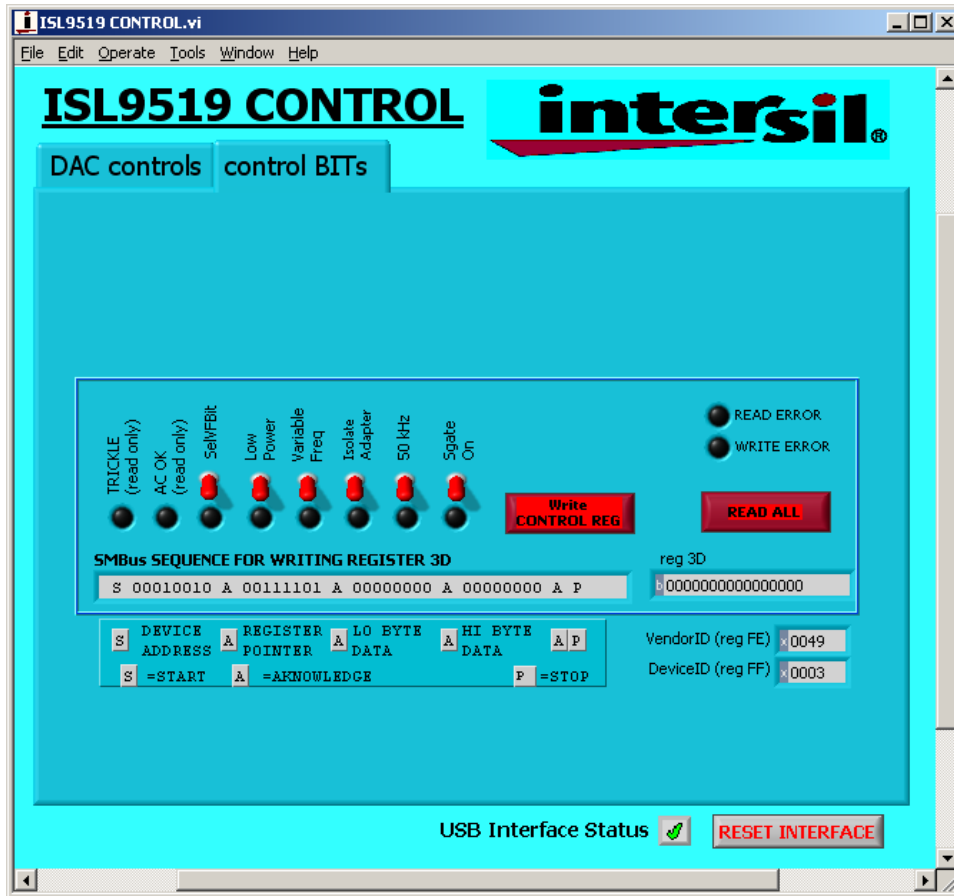 ISL9519 CONTROL.vi
File Edit Operate Tools Window Help
ISL9519 CONTROL
intersil®
DAC controls
control BITs
TRICKLE
(read only)
AC OK
(read only)
SelVFBit
Low
Power
Variable
Freq
Isolate
Adapter
50 kHz
Sgate
On
READ ERROR
WRITE ERROR
Write
CONTROL REG
READ ALL
SMBus SEQUENCE FOR WRITING REGISTER 3D
reg 3D
S 00010010 A 00111101 A 00000000 A 00000000 A P
b 0000000000000000
S DEVICE ADDRESS A REGISTER POINTER A LO BYTE DATA A HI BYTE DATA A P
S =START A =AKNOWLEDGE P =STOP
VendorID (reg FE) x 0049
DeviceID (reg FF) x 0003
USB Interface Status
RESET INTERFACE